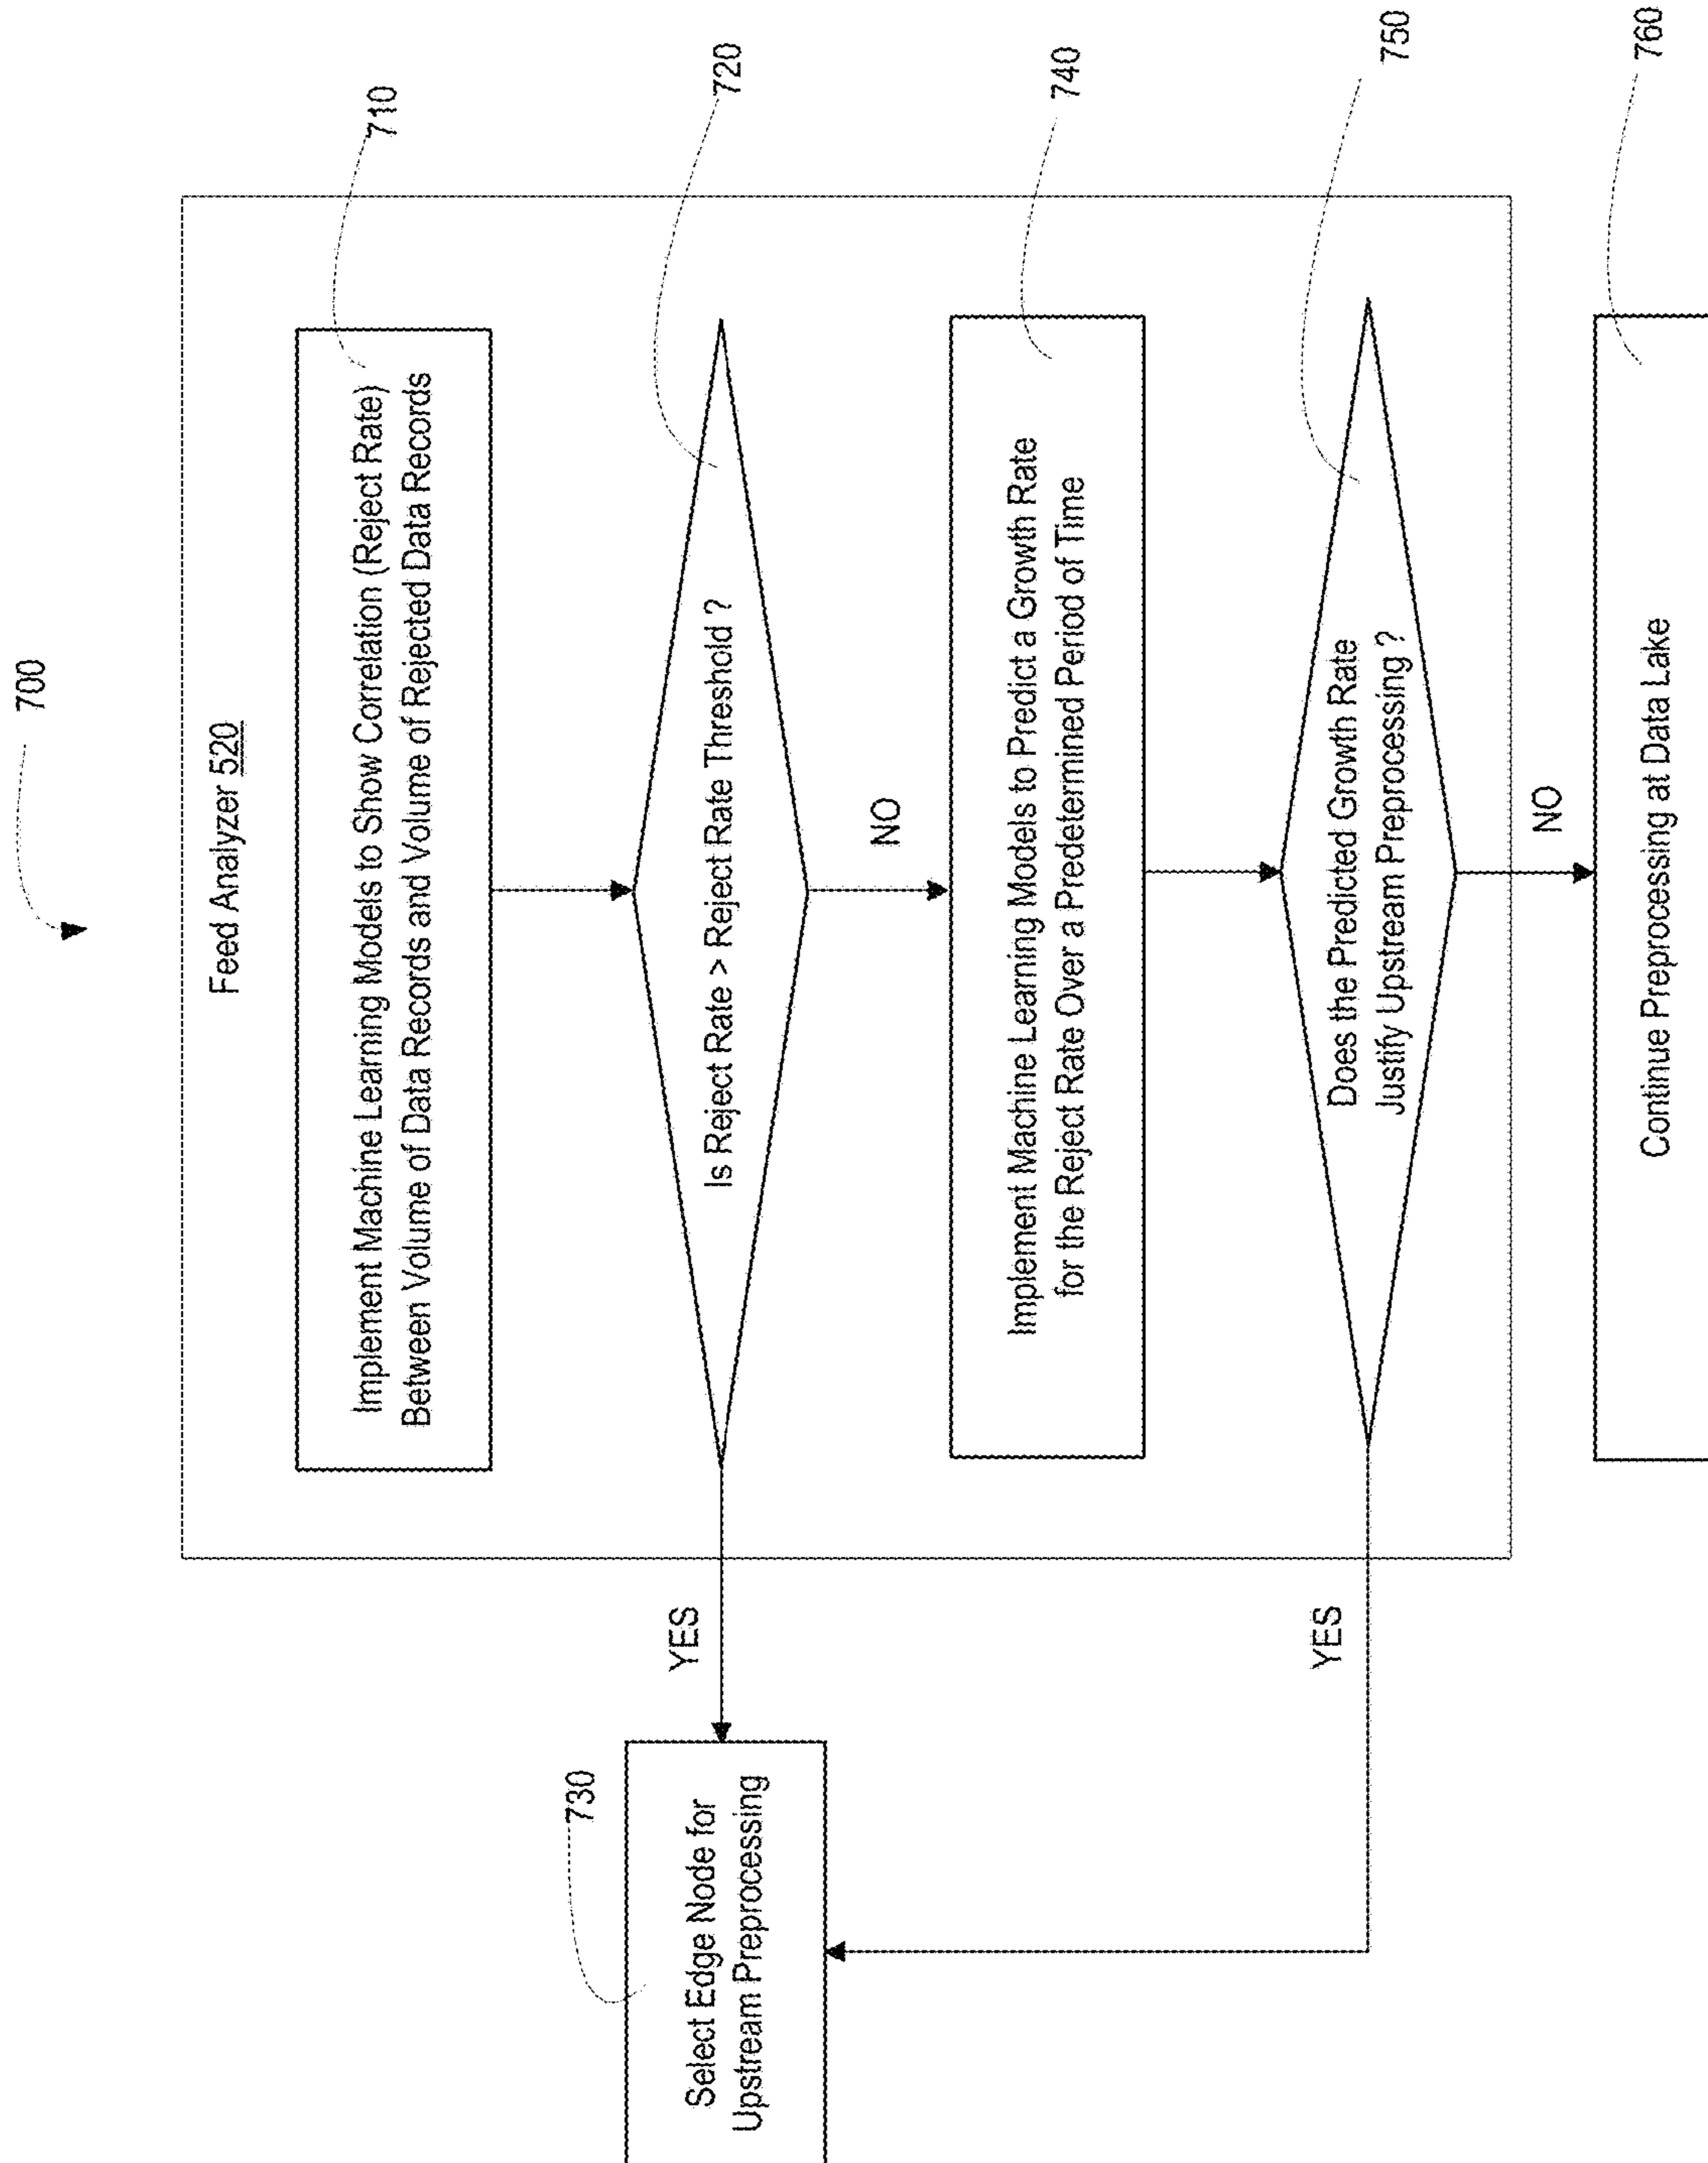 700
Feed Analyzer 520
710
Implement Machine Learning Models to Show Correlation (Reject Rate)
Between Volume of Data Records and Volume of Rejected Data Records
720
Is Reject Rate > Reject Rate Threshold ?
YES
NO
730
Select Edge Node for
Upstream Preprocessing
740
Implement Machine Learning Models to Predict a Growth Rate
for the Reject Rate Over a Predetermined Period of Time
750
Does the Predicted Growth Rate
Justify Upstream Preprocessing ?
YES
NO
760
Continue Preprocessing at Data Lake